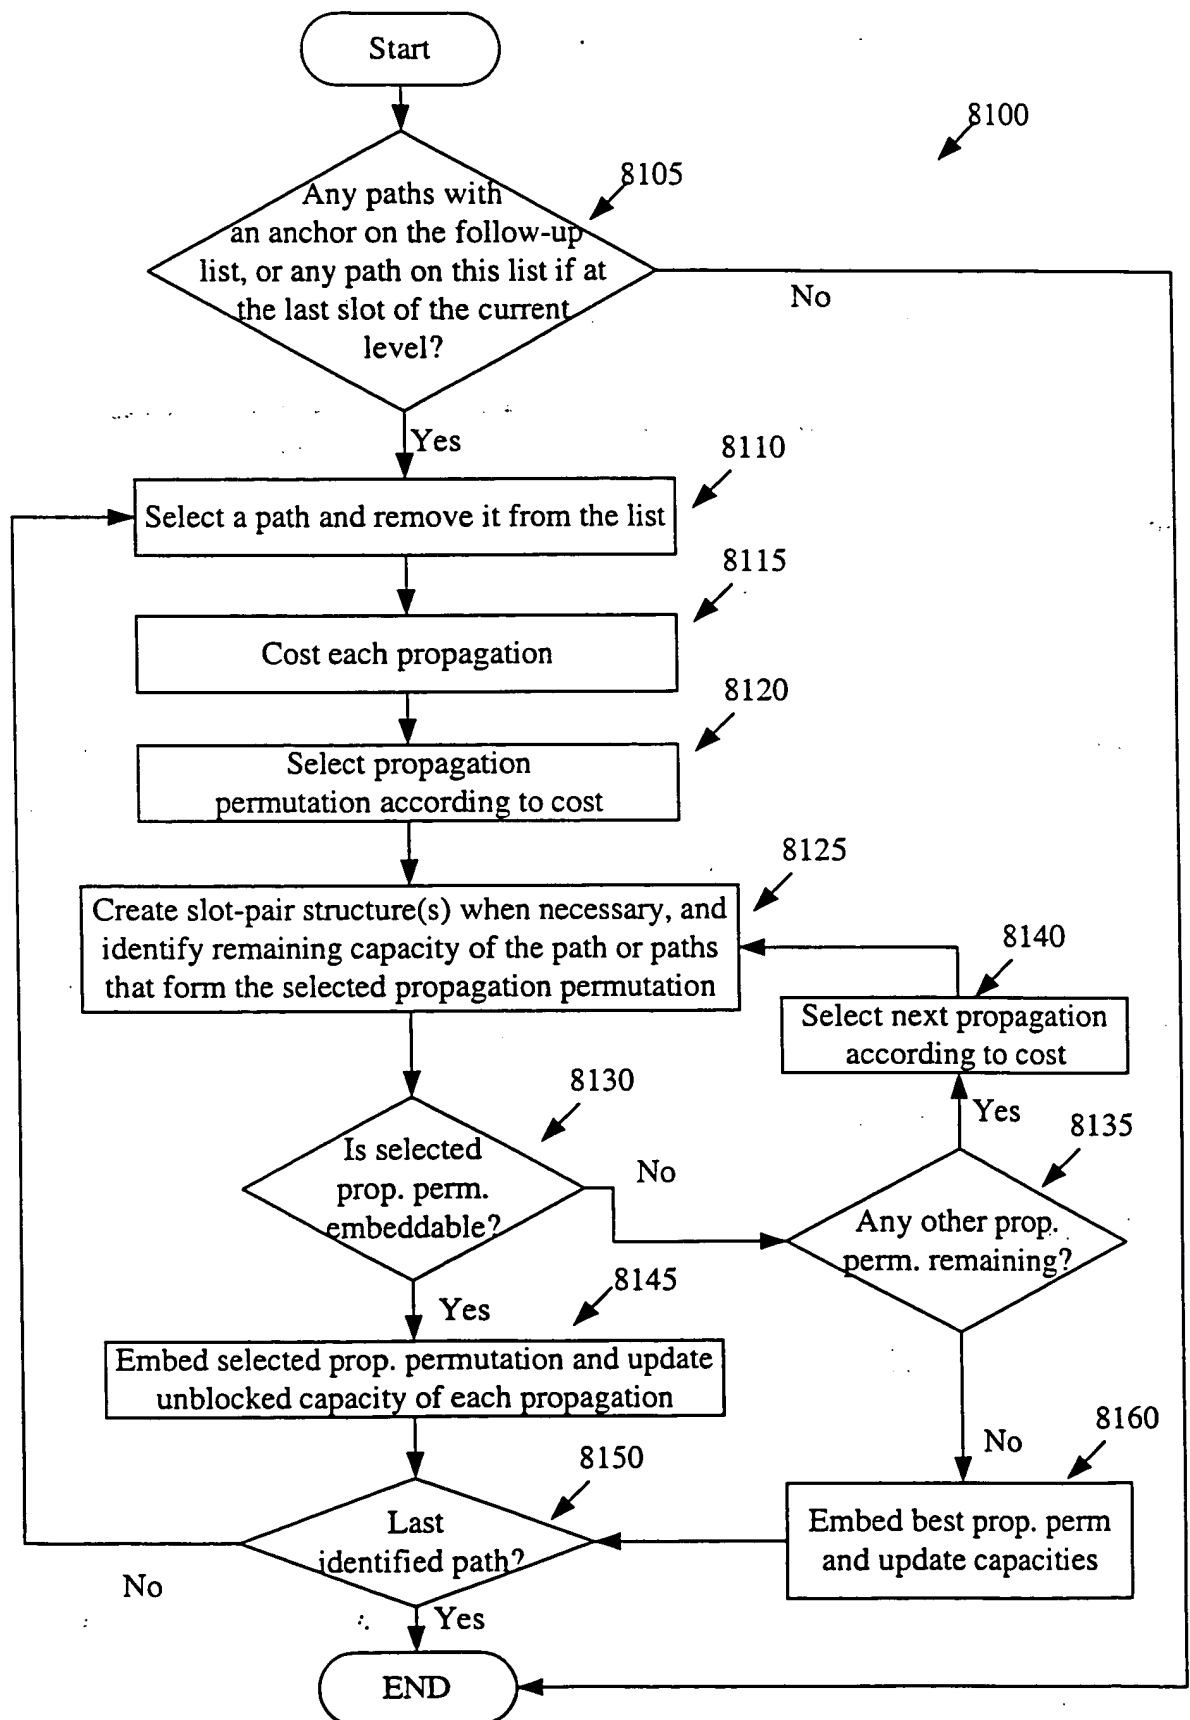 Start
8100
8105
Any paths with
an anchor on the follow-up
list, or any path on this list if at
the last slot of the current
level?
No
Yes
8110
Select a path and remove it from the list
8115
Cost each propagation
8120
Select propagation
permutation according to cost
8125
Create slot-pair structure(s) when necessary, and
identify remaining capacity of the path or paths
that form the selected propagation permutation
8140
Select next propagation
according to cost
8130
Is selected
prop. perm.
embeddable?
No
Yes
8135
Any other prop.
perm. remaining?
Yes
8145
Embed selected prop. permutation and update
unblocked capacity of each propagation
No
8160
Embed best prop. perm
and update capacities
8150
Last
identified path?
No
Yes
END